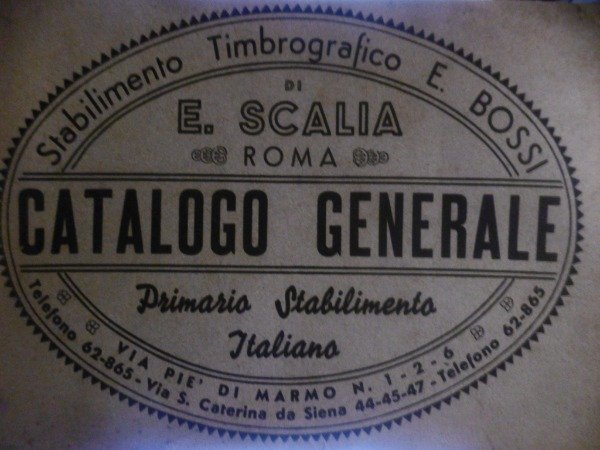 Stabilimento Timbrografico E. BOSSI
DI
E. SCALIA
ROMA
CATALOGO GENERALE
Primario Stabilimento
Italiano
VIA PIE' DI MARMO N. 1-2-6
Telefono 62-865 - Via S. Caterina da Siena 44-45-47 - Telefono 62-865